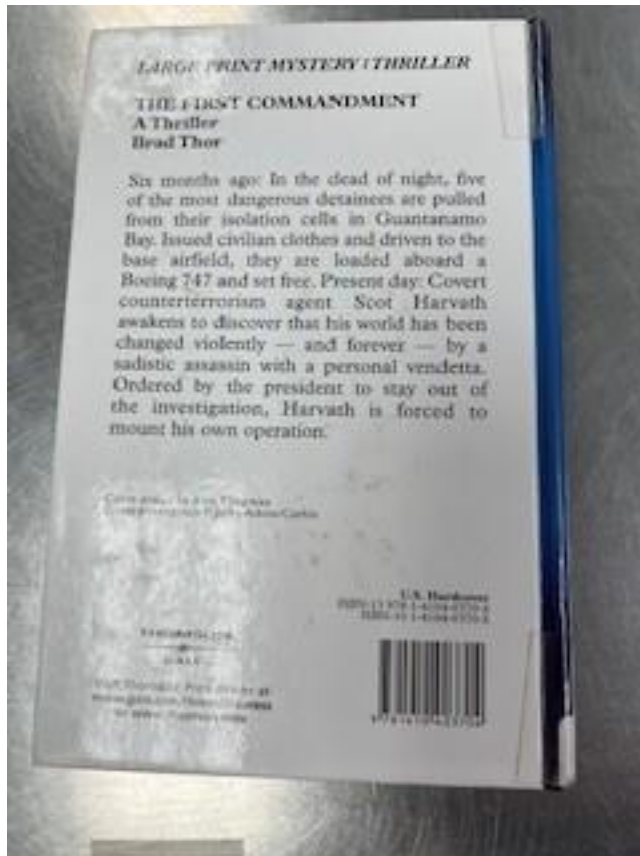 LARGE PRINT MYSTERY/THRILLER
THE FIRST COMMANDMENT
A Thriller
Brad Thor
Six months ago: In the dead of night, five
of the most dangerous detainees are pulled
from their isolation cells in Guantanamo
Bay. Issued civilian clothes and driven to the
base airfield, they are loaded aboard a
Boeing 747 and set free. Present day: Covert
counterterrorism agent Scot Harvath
awakens to discover that his world has been
changed violently — and forever — by a
sadistic assassin with a personal vendetta.
Ordered by the president to stay out of
the investigation, Harvath is forced to
mount his own operation.
U.S. Hardcover